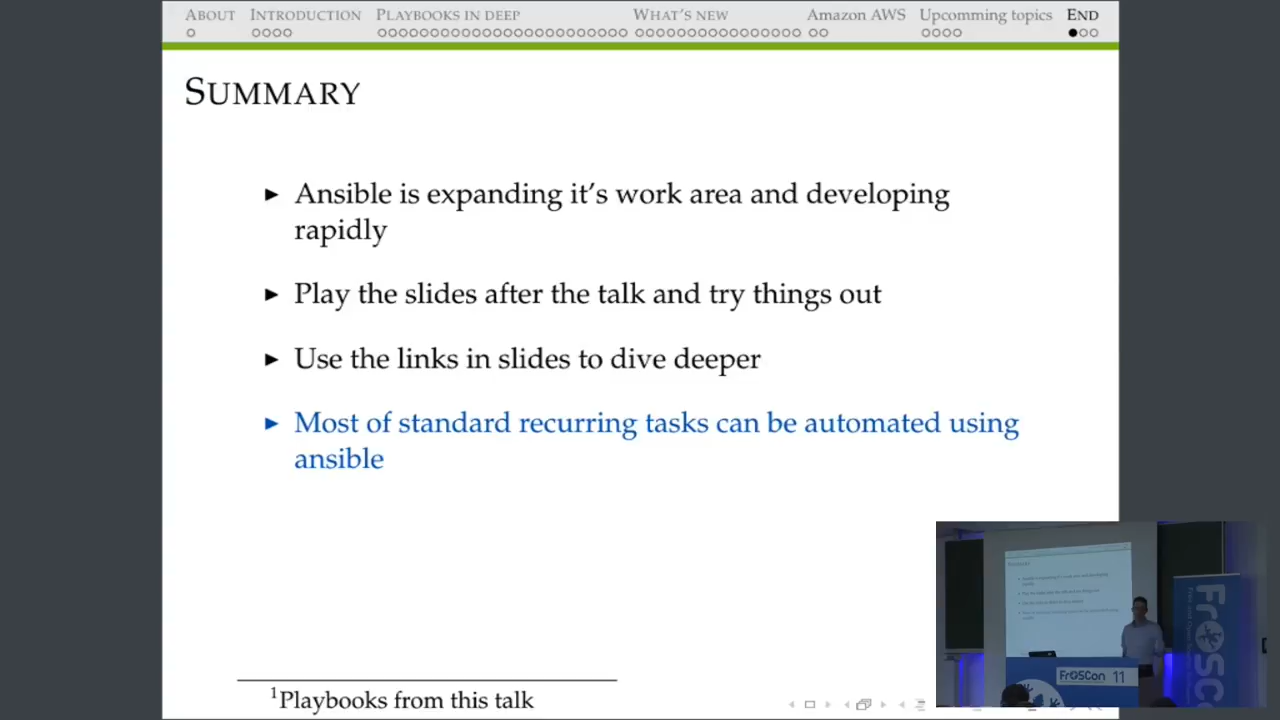 ABOUT INTRODUCTION PLAYBOOKS IN DEEP WHAT'S NEW Amazon AWS Upcomming topics END
SUMMARY
Ansible is expanding it's work area and developing
rapidly
Play the slides after the talk and try things out
Use the links in slides to dive deeper
Most of standard recurring tasks can be automated using
ansible
1Playbooks from this talk
SUMMARY
FrOSCon
FrOSCon 11